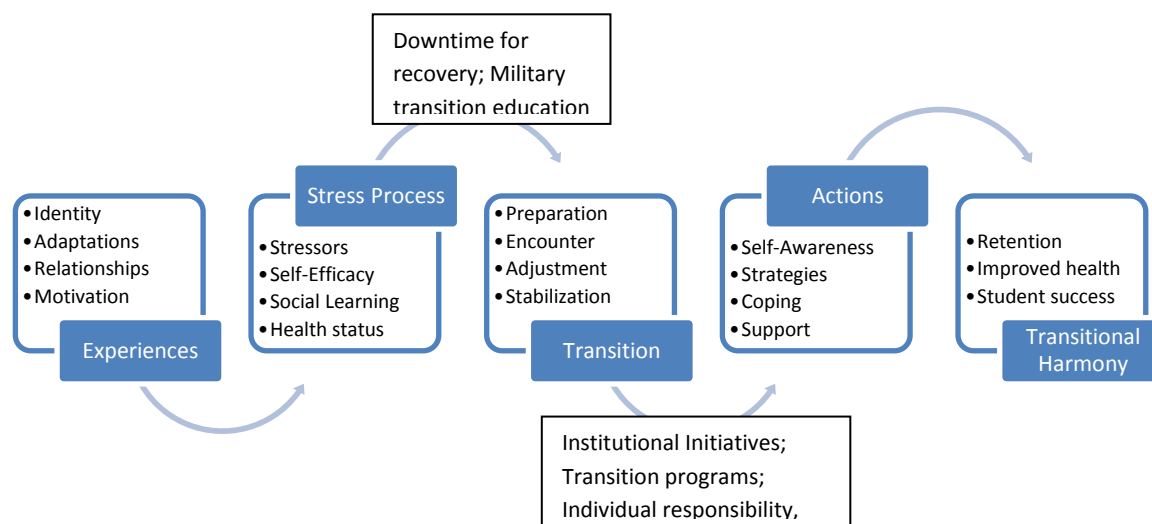 Downtime for
recovery; Military
transition education
•Identity
•Adaptations
•Relationships
•Motivation
Experiences
Stress Process
•Stressors
•Self-Efficacy
•Social Learning
•Health status
•Preparation
•Encounter
•Adjustment
•Stabilization
Transition
Institutional Initiatives;
Transition programs;
Individual responsibility,
Actions
•Self-Awareness
•Strategies
•Coping
•Support
•Retention
•Improved health
•Student success
Transitional
Harmony